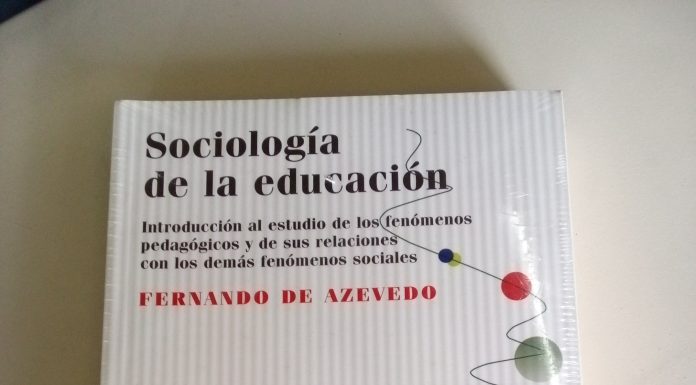 Sociología
de la educación
Introducción al estudio de los fenómenos
pedagógicos y de sus relaciones
con los demás fenómenos sociales
FERNANDO DE AZEVEDO